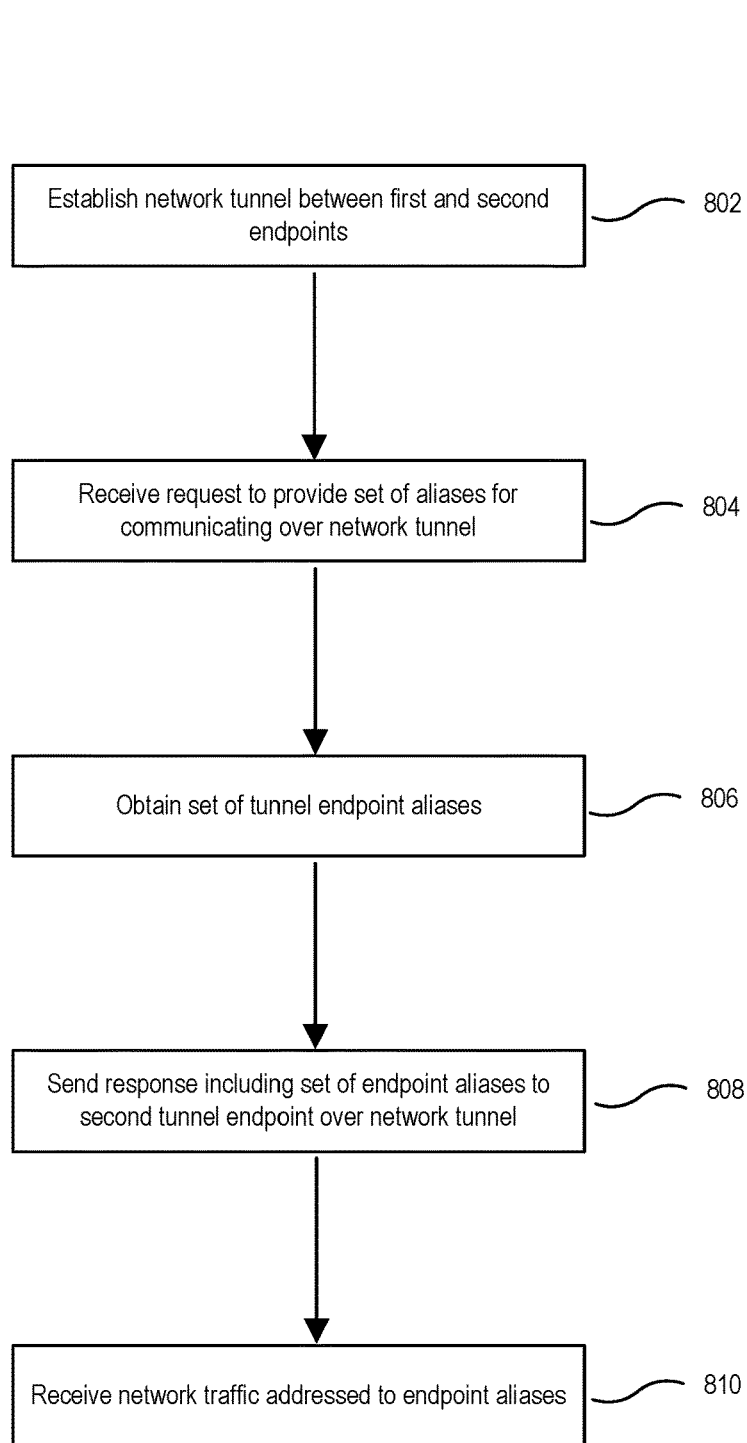 Establish network tunnel between first and second
endpoints
802
Receive request to provide set of aliases for
communicating over network tunnel
804
Obtain set of tunnel endpoint aliases
806
Send response including set of endpoint aliases to
second tunnel endpoint over network tunnel
808
Receive network traffic addressed to endpoint aliases
810